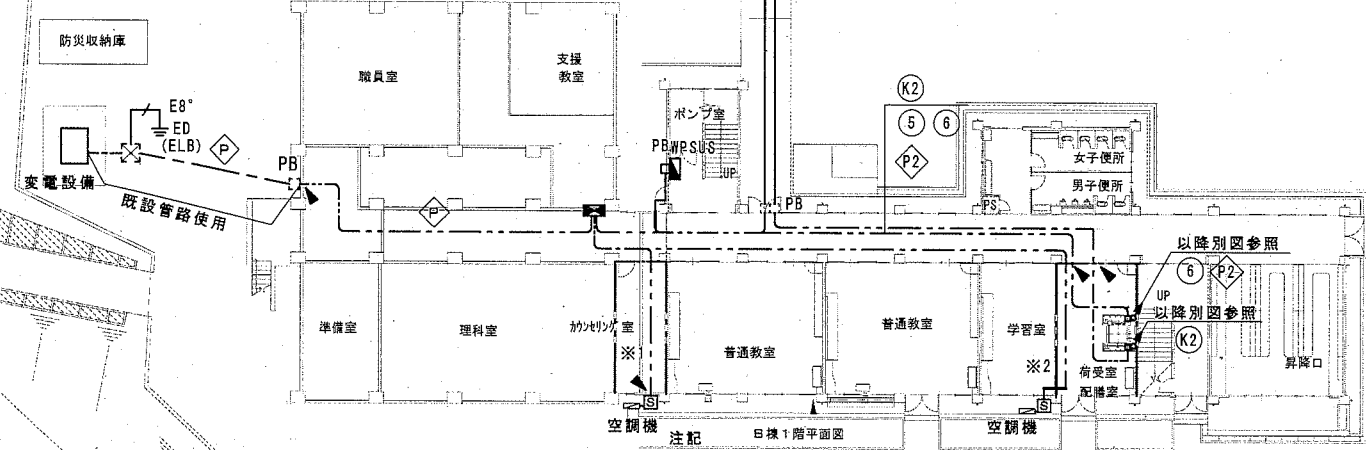 防災収納庫
職員室
支援
教室
ポンプ室
K2
5 6
P2
E8°
ED
(ELB)
P
PB
変電設備
既設管路使用
P
PBWPSUS
UP
PB
PS
女子便所
男子便所
以降別図参照
6 P2
UP
以降別図参照
K2
準備室
理科室
カウンセリング室
※1
普通教室
普通教室
学習室
※2
荷受室
配膳室
昇降口
S
空調機
S
空調機
注記
B棟1階平面図